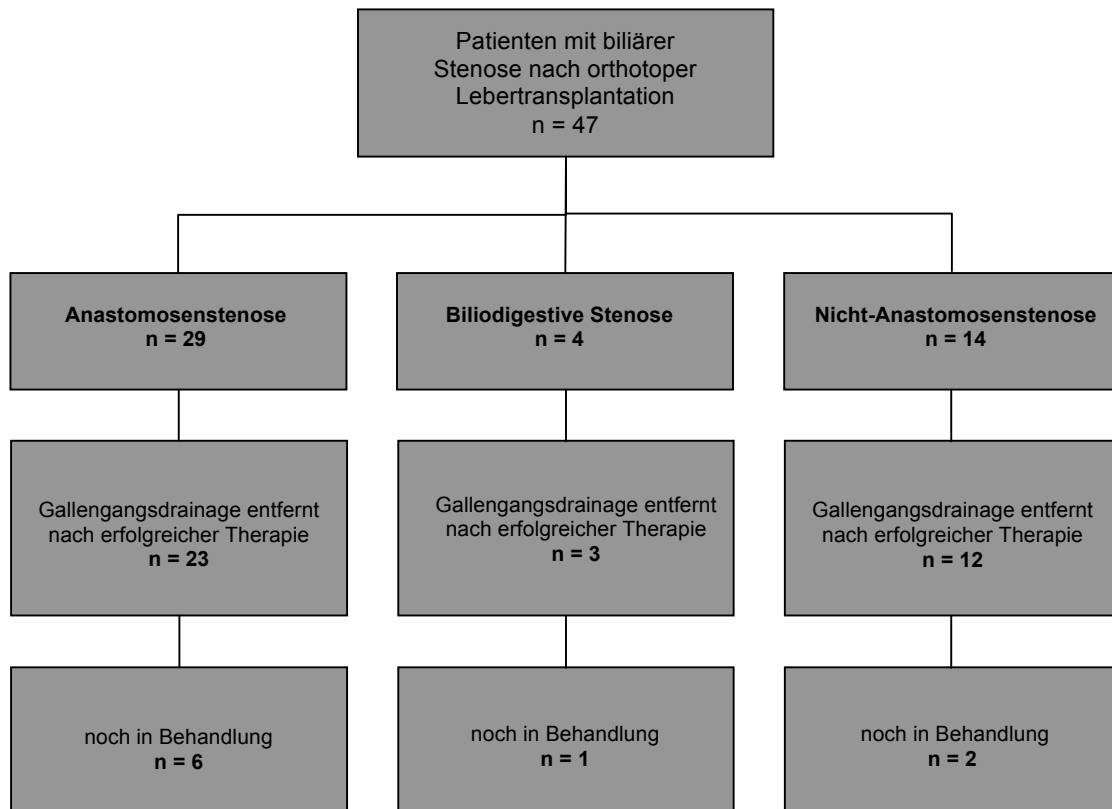 Patienten mit biliärer
Stenose nach orthotoper
Lebertransplantation
n = 47
Anastomosenstenose
n = 29
Biliodigestive Stenose
n = 4
Nicht-Anastomosenstenose
n = 14
Gallengangsdrainage entfernt
nach erfolgreicher Therapie
n = 23
Gallengangsdrainage entfernt
nach erfolgreicher Therapie
n = 3
Gallengangsdrainage entfernt
nach erfolgreicher Therapie
n = 12
noch in Behandlung
n = 6
noch in Behandlung
n = 1
noch in Behandlung
n = 2